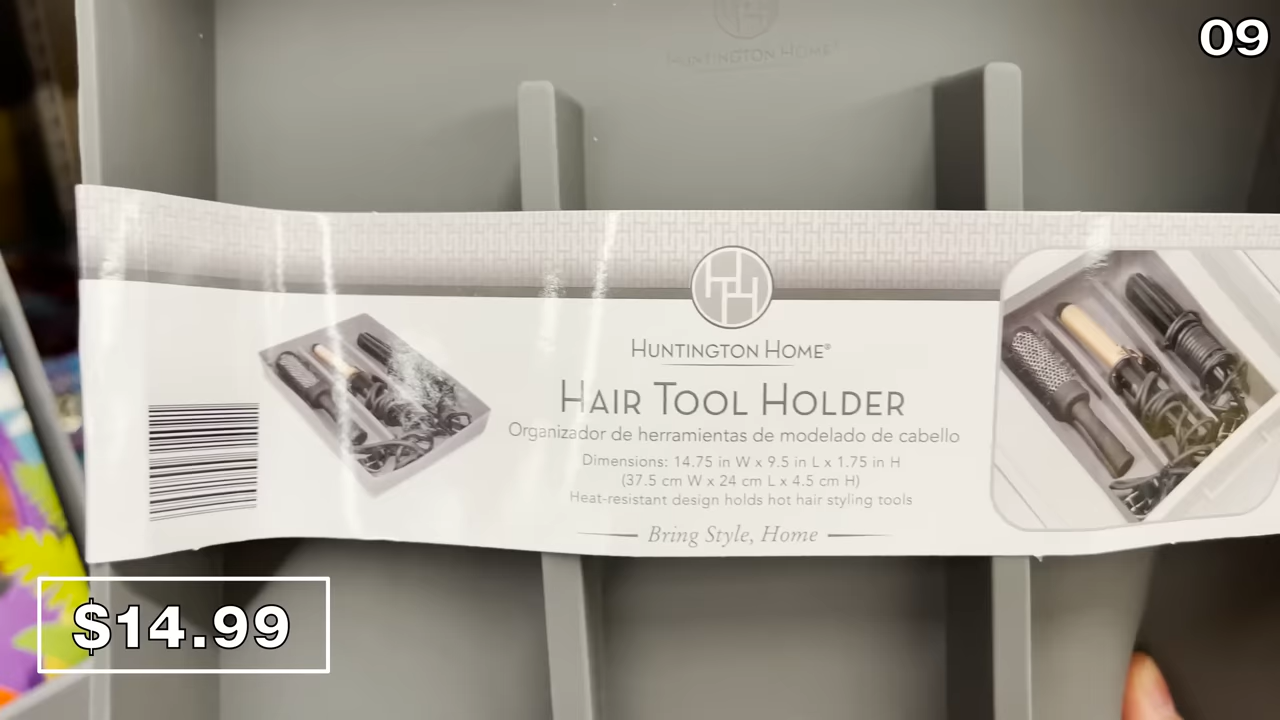 09
HUNTINGTON HOME®
HUNTINGTON HOME®
HAIR TOOL HOLDER
Organizador de herramientas de modelado de cabello
Dimensions: 14.75 in W x 9.5 in L x 1.75 in H
(37.5 cm W x 24 cm L x 4.5 cm H)
Heat-resistant design holds hot hair styling tools
Bring Style, Home
$14.99